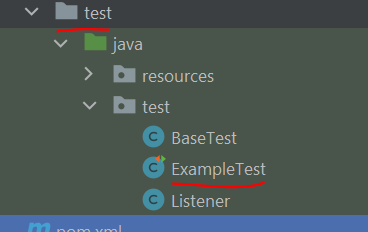 test
java
resources
test
BaseTest
ExampleTest
Listener
pom.xml